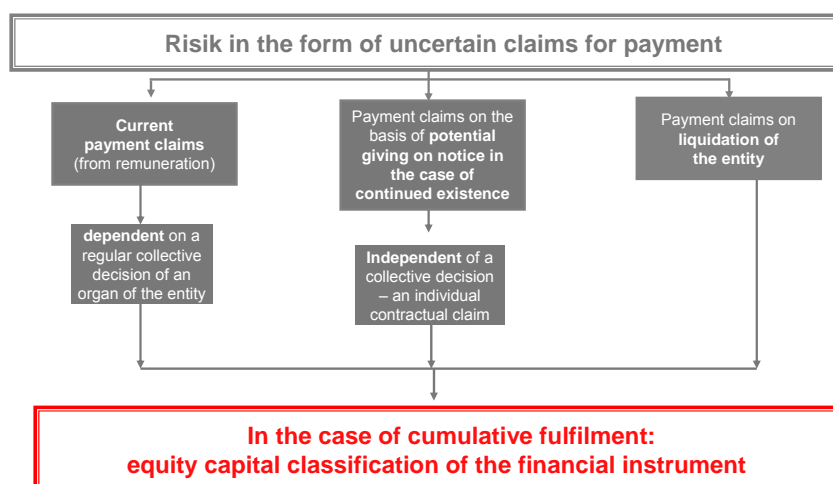 Risik in the form of uncertain claims for payment
Current
payment claims
(from remuneration)
Payment claims on the
basis of potential
giving on notice in
the case of
continued existence
Payment claims on
liquidation of
the entity
dependent on a
regular collective
decision of an
organ of the entity
Independent of a
collective decision
– an individual
contractual claim
In the case of cumulative fulfilment:
equity capital classification of the financial instrument